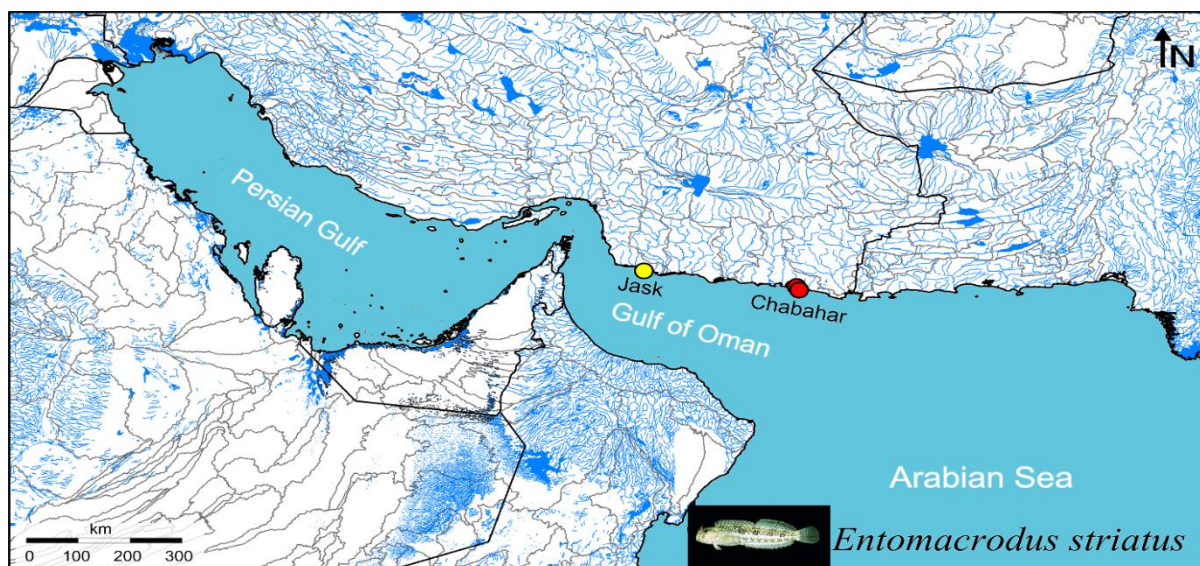 N
Persian Gulf
Jask
Chabahar
Gulf of Oman
Arabian Sea
km
0 100 200 300
Entomacrodus striatus